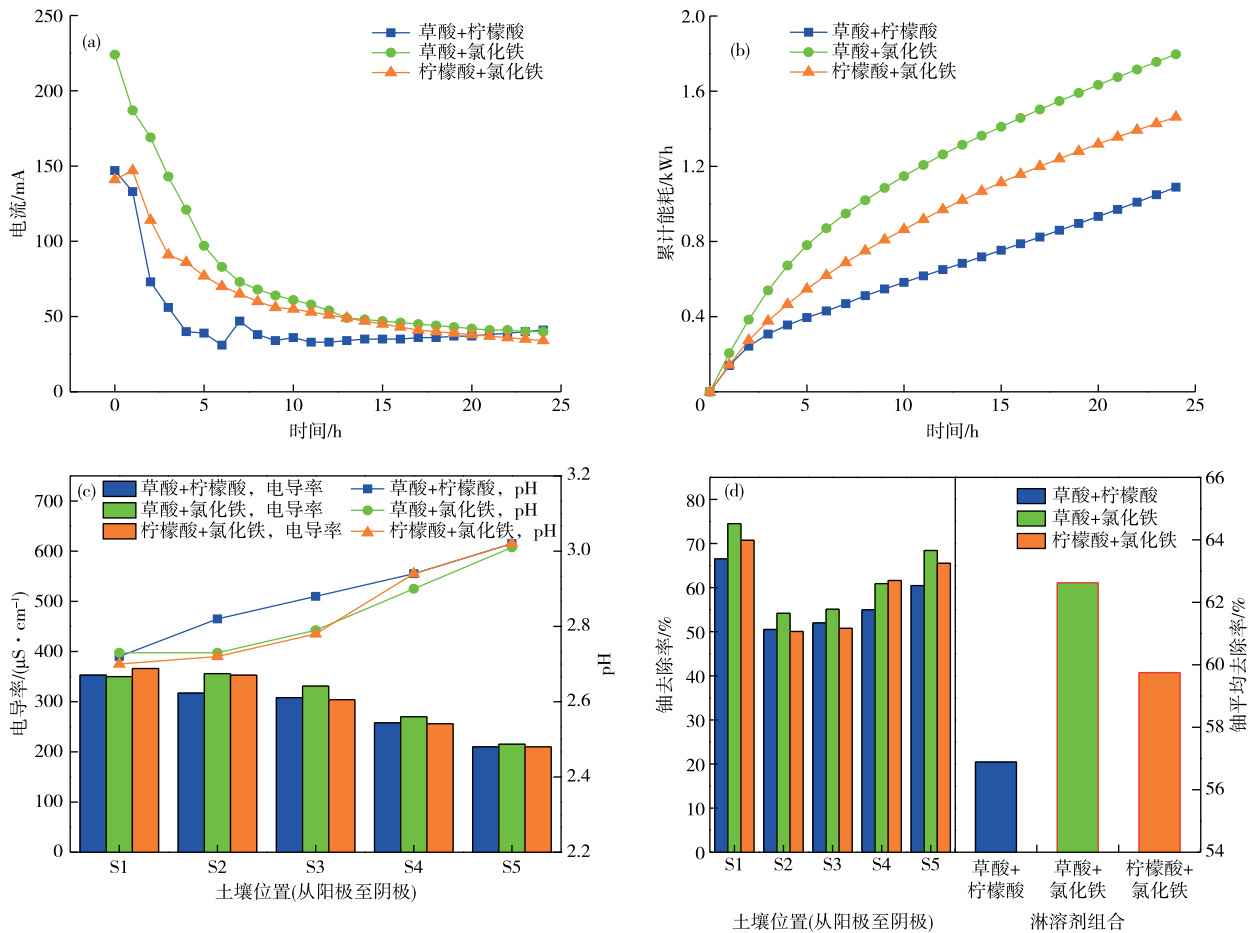 (a)
草酸+柠檬酸
草酸+氯化铁
柠檬酸+氯化铁
250
200
150
100
50
0
电流/mA
0 5 10 15 20 25
时间/h
(b)
草酸+柠檬酸
草酸+氯化铁
柠檬酸+氯化铁
2.0
1.6
1.2
0.8
0.4
累计能耗/kWh
0 5 10 15 20 25
时间/h
(c)
草酸+柠檬酸，电导率
草酸+氯化铁，电导率
柠檬酸+氯化铁，电导率
草酸+柠檬酸，pH
草酸+氯化铁，pH
柠檬酸+氯化铁，pH
700
600
500
400
300
200
100
0
电导率/(μS·cm⁻¹)
3.2
3.0
2.8
2.6
2.4
2.2
pH
S1 S2 S3 S4 S5
土壤位置(从阳极至阴极)
(d)
草酸+柠檬酸
草酸+氯化铁
柠檬酸+氯化铁
80
70
60
50
40
30
20
10
0
铀去除率/%
66
64
62
60
58
56
54
铀平均去除率/%
S1 S2 S3 S4 S5
草酸+ 草酸+ 柠檬酸+
柠檬酸 氯化铁 氯化铁
土壤位置(从阳极至阴极) 淋溶剂组合